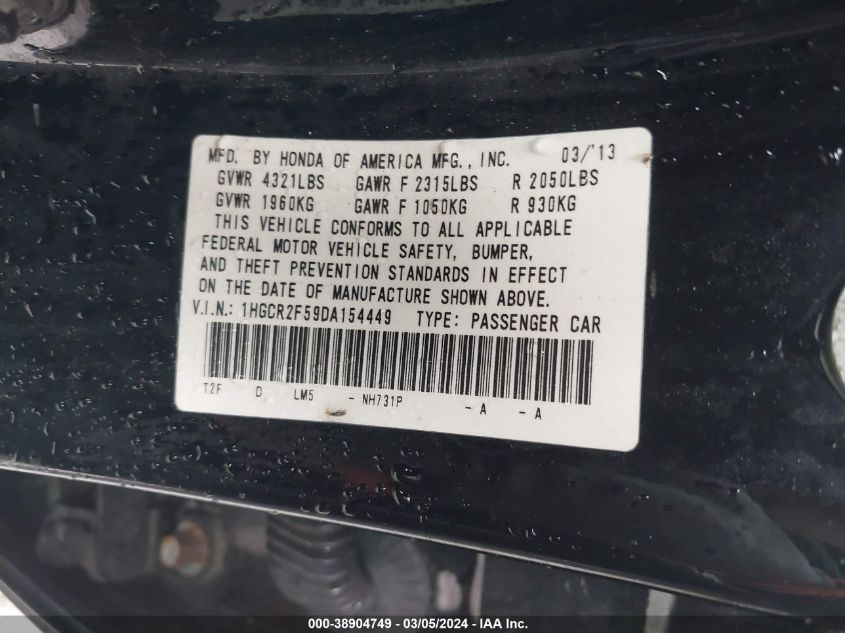 MFD. BY HONDA OF AMERICA MFG., INC. 03/'13
GVWR 4321LBS GAWR F 2315LBS R 2050LBS
GVWR 1960KG GAWR F 1050KG R 930KG
THIS VEHICLE CONFORMS TO ALL APPLICABLE
FEDERAL MOTOR VEHICLE SAFETY, BUMPER,
AND THEFT PREVENTION STANDARDS IN EFFECT
ON THE DATE OF MANUFACTURE SHOWN ABOVE.
V.I.N.: 1HGCR2F59DA154449 TYPE: PASSENGER CAR
T2F D LM5 - NH731P - A - A
000-38904749 - 03/05/2024 - IAA Inc.